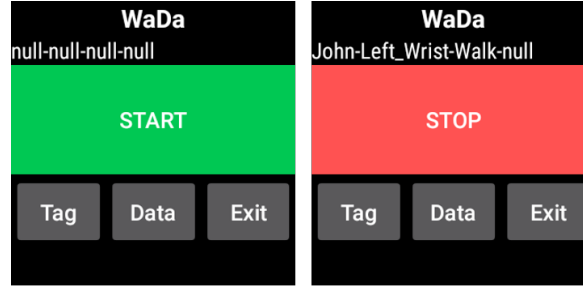 WaDa
null-null-null-null
START
Tag Data Exit
WaDa
John-Left_Wrist-Walk-null
STOP
Tag Data Exit